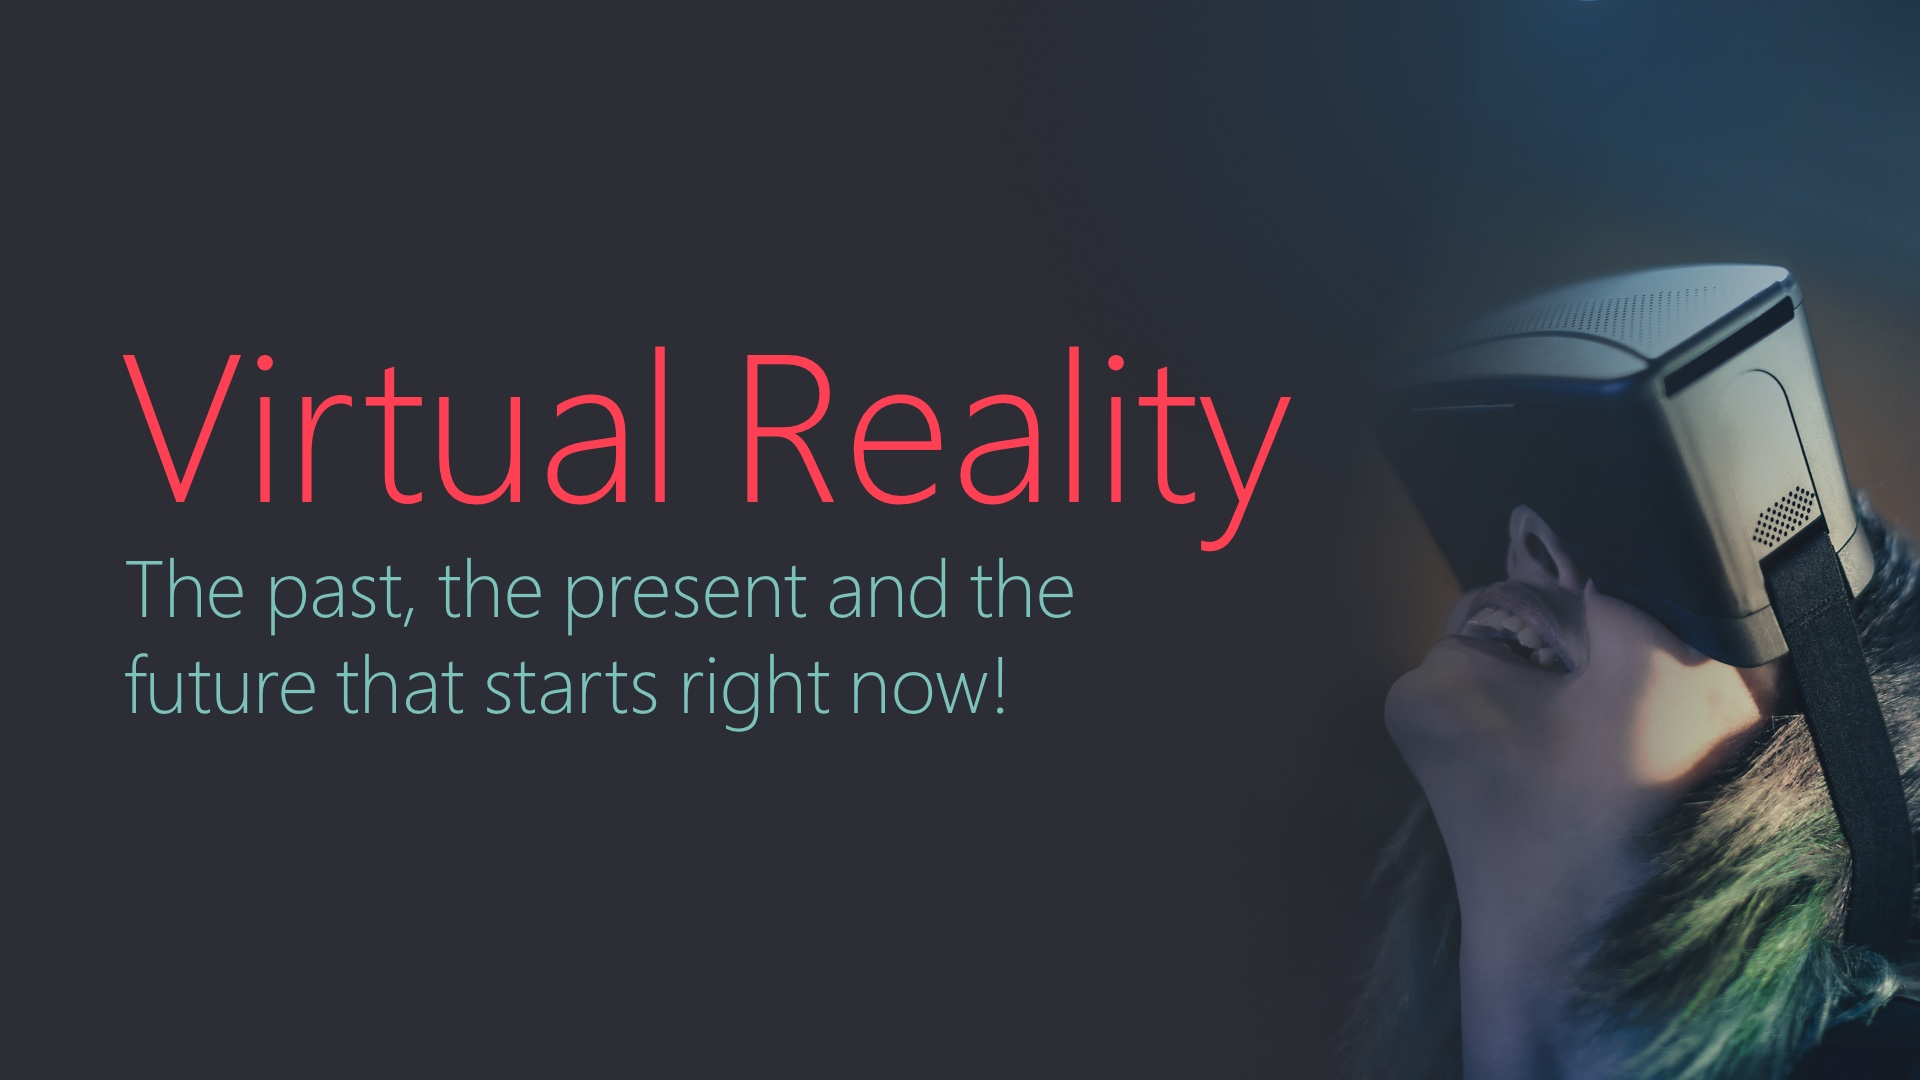 Virtual Reality
The past, the present and the
future that starts right now!